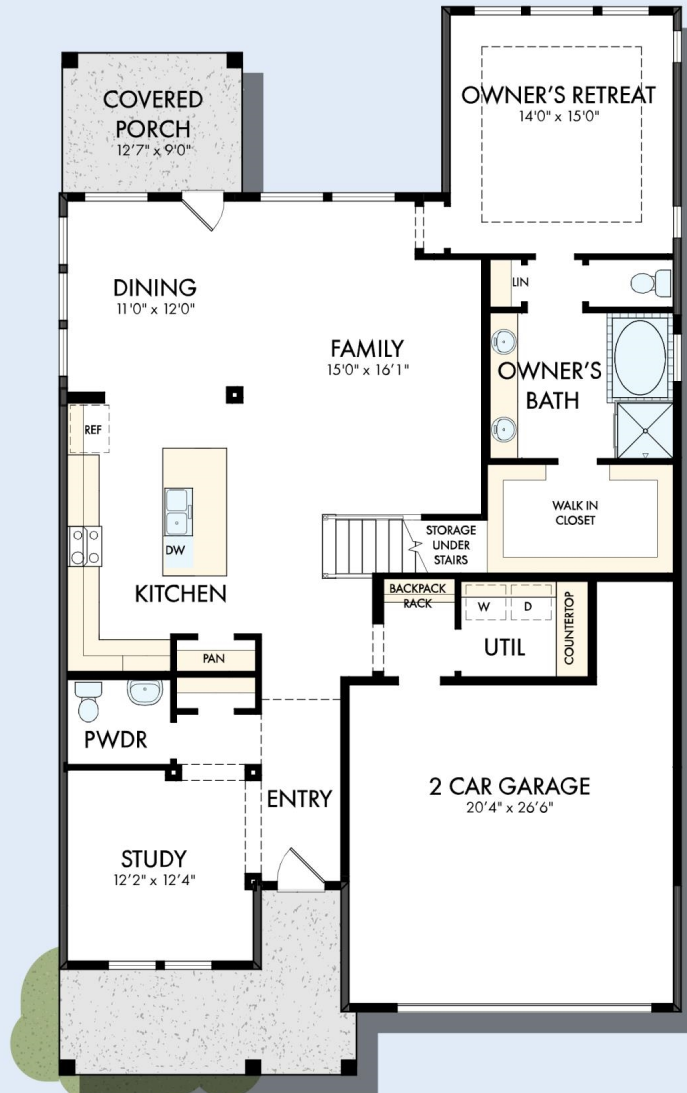 COVERED
PORCH
12'7" x 9'0"
OWNER'S RETREAT
14'0" x 15'0"
DINING
11'0" x 12'0"
LIN
FAMILY
15'0" x 16'1"
OWNER'S
BATH
REF
WALK IN
CLOSET
STORAGE
UNDER
STAIRS
DW
KITCHEN
BACKPACK
RACK
W
D
COUNTERTOP
UTIL
PAN
PWDR
ENTRY
2 CAR GARAGE
20'4" x 26'6"
STUDY
12'2" x 12'4"